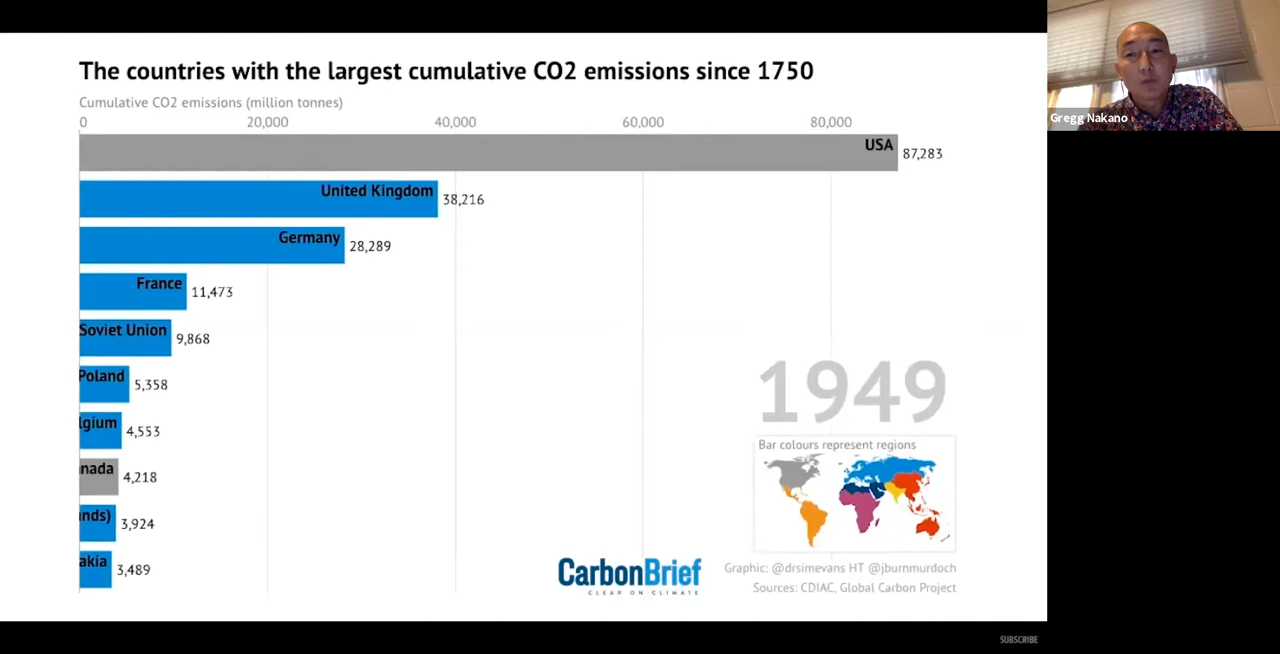 The countries with the largest cumulative CO2 emissions since 1750
Cumulative CO2 emissions (million tonnes)
0 20,000 40,000 60,000 80,000
USA 87,283
United Kingdom 38,216
Germany 28,289
France 11,473
Soviet Union 9,868
Poland 5,358
lgium 4,553
nada 4,218
nds) 3,924
akia 3,489
1949
Bar colours represent regions
CarbonBrief
CLEAR ON CLIMATE
Graphic: @drsimevans HT @jburnmurdoch
Sources: CDIAC, Global Carbon Project
SUBSCRIBE
Gregg Nakano